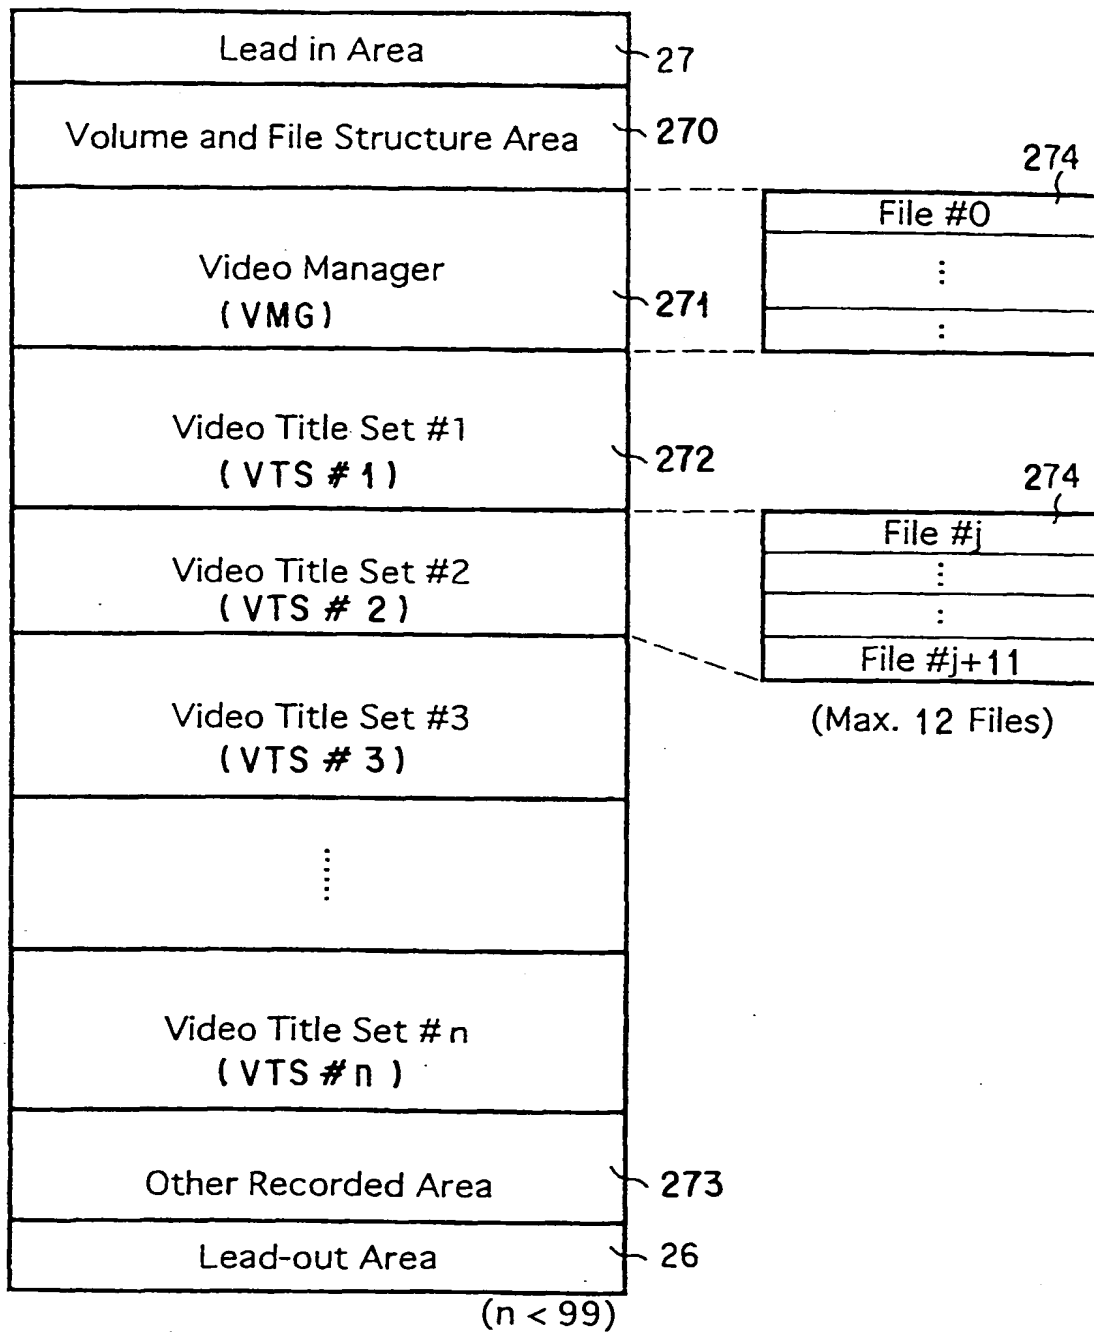 Lead in Area
27
Volume and File Structure Area
270
274
File #0
Video Manager
(VMG)
271
Video Title Set #1
(VTS #1)
272
274
File #j
Video Title Set #2
(VTS # 2)
File #j+11
(Max. 12 Files)
Video Title Set #3
(VTS # 3)
Video Title Set #n
(VTS #n)
Other Recorded Area
273
Lead-out Area
26
(n < 99)